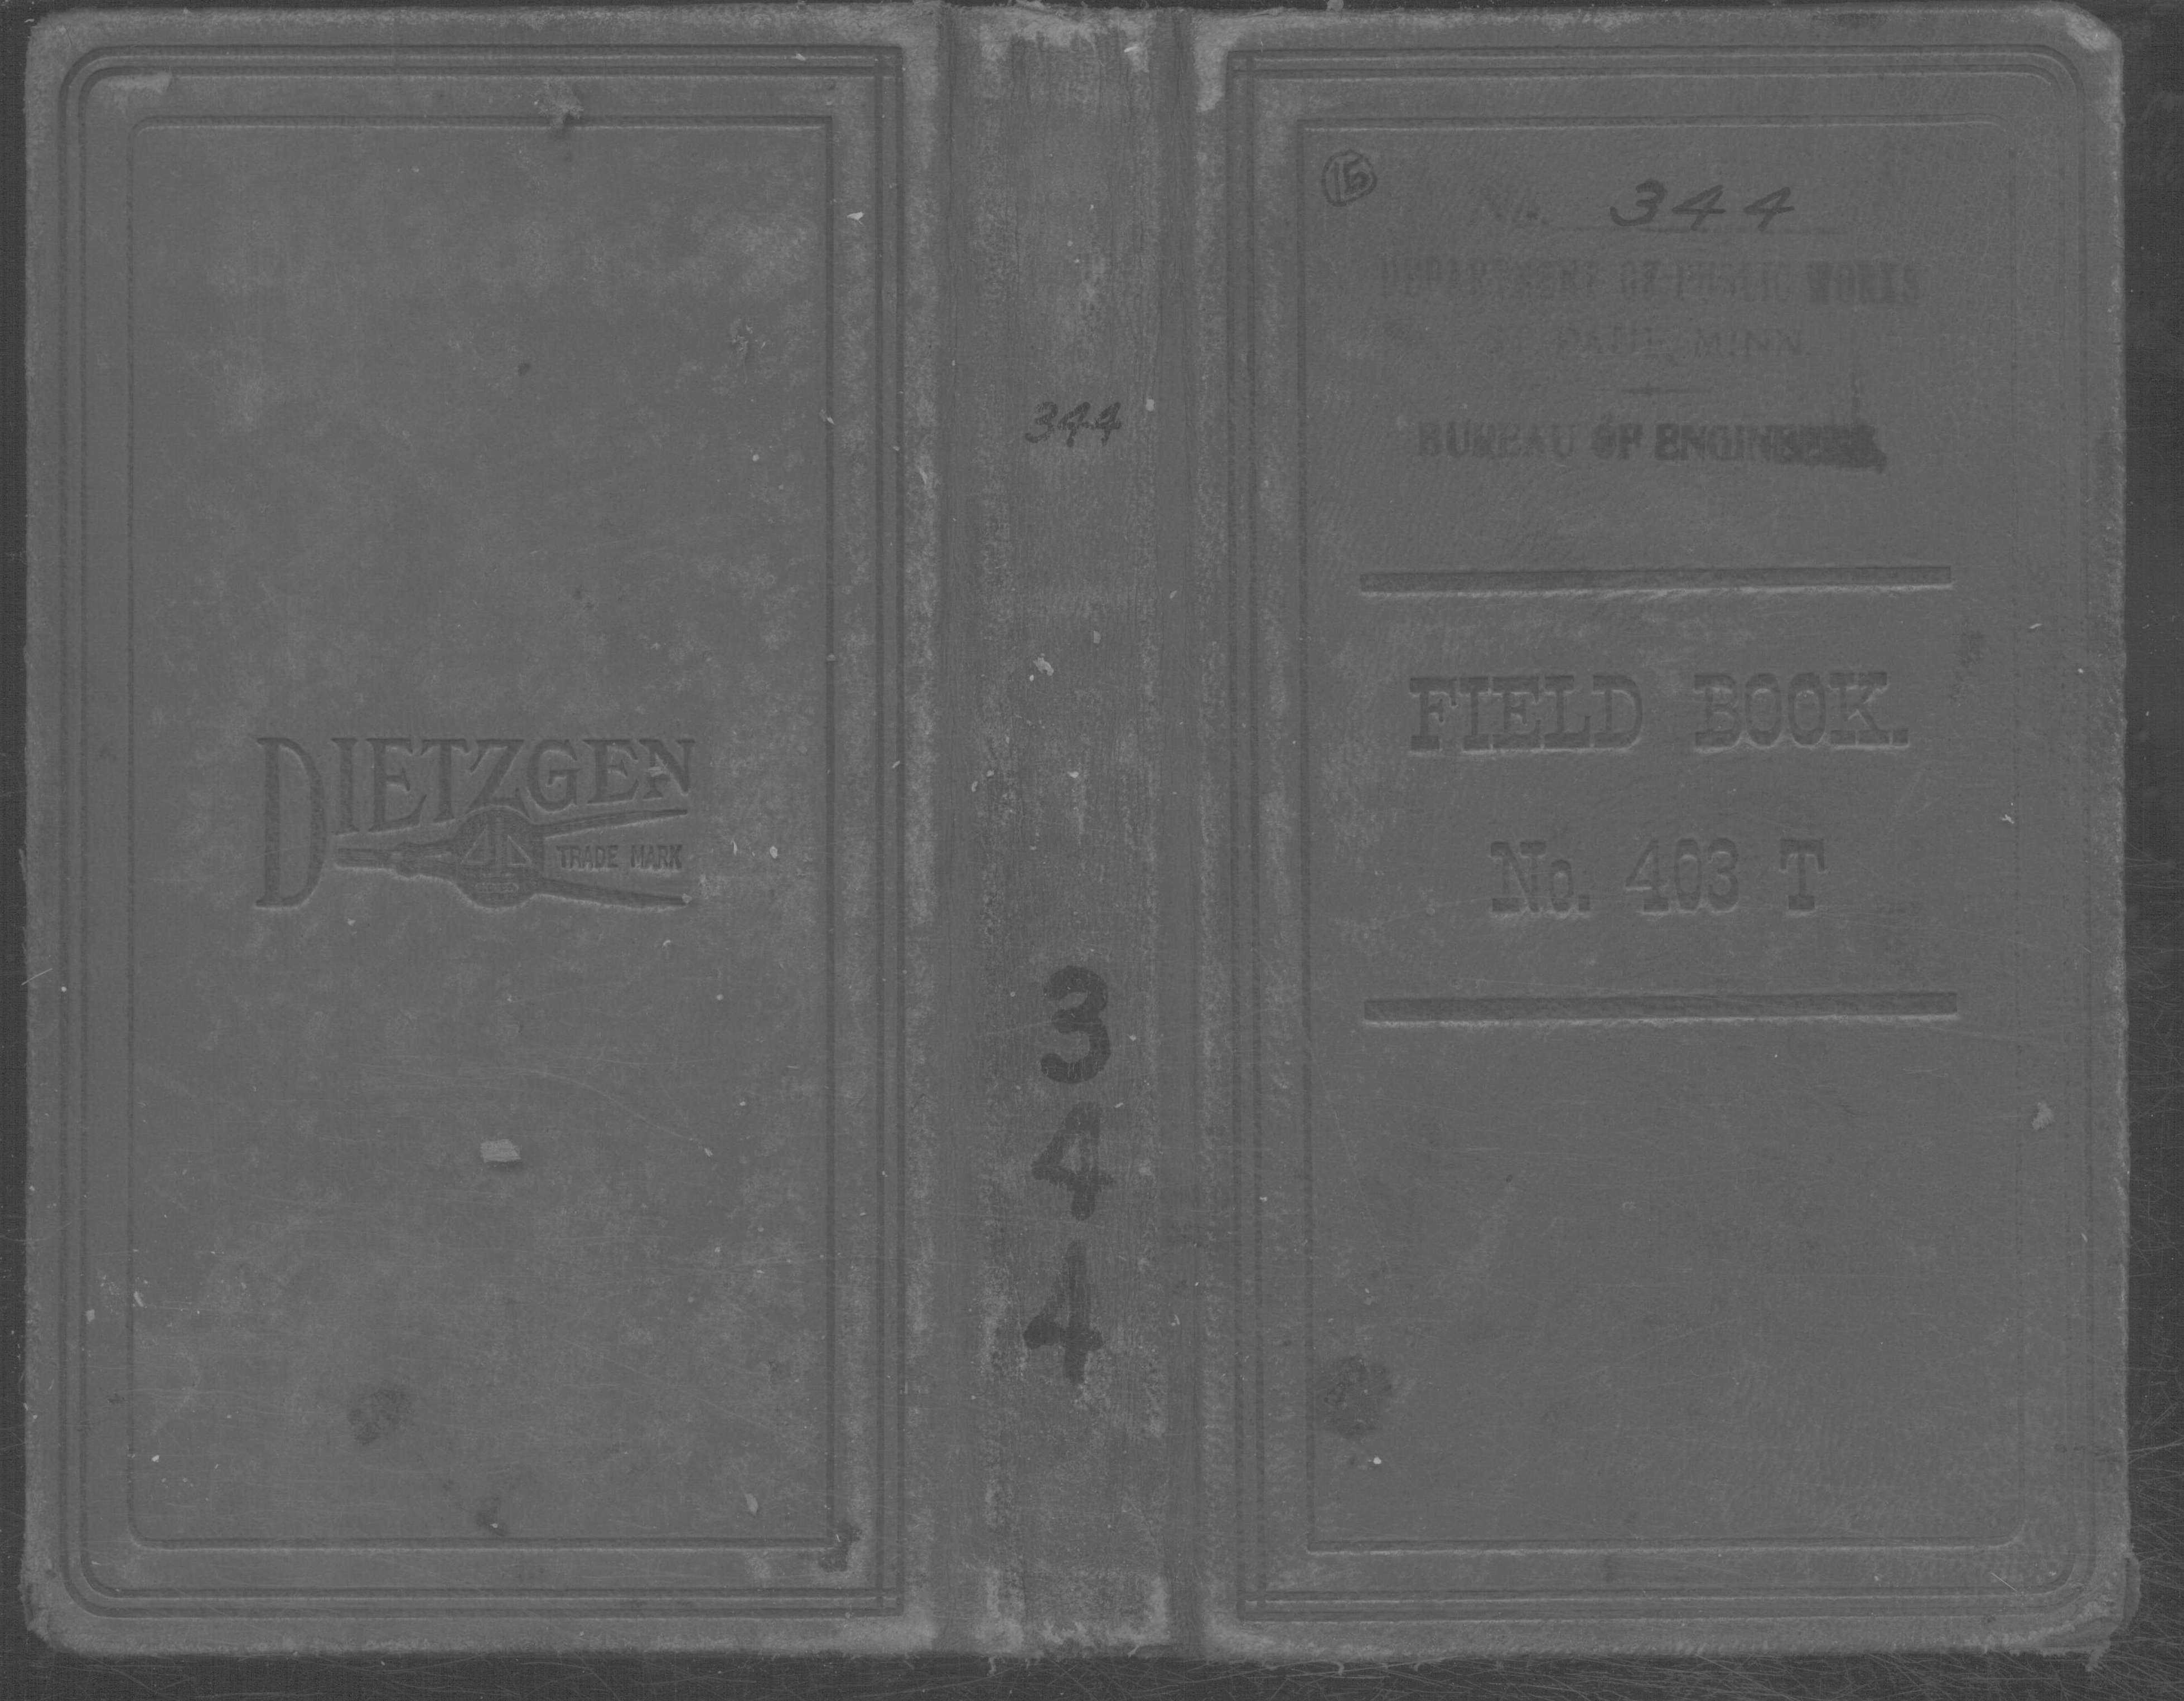 DIETZGEN
TRADE MARK
344
3
4
4
15
No. 344
DEPARTMENT OF PUBLIC WORKS
ST. PAUL, MINN.
BUREAU OF ENGINEERS
FIELD BOOK.
No. 403 T